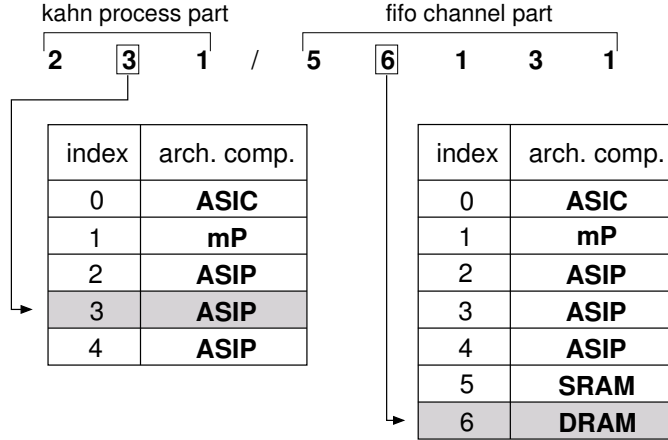 kahn process part fifo channel part
2 3 1 / 5 6 1 3 1
index arch. comp.
0 ASIC
1 mP
2 ASIP
3 ASIP
4 ASIP
index arch. comp.
0 ASIC
1 mP
2 ASIP
3 ASIP
4 ASIP
5 SRAM
6 DRAM